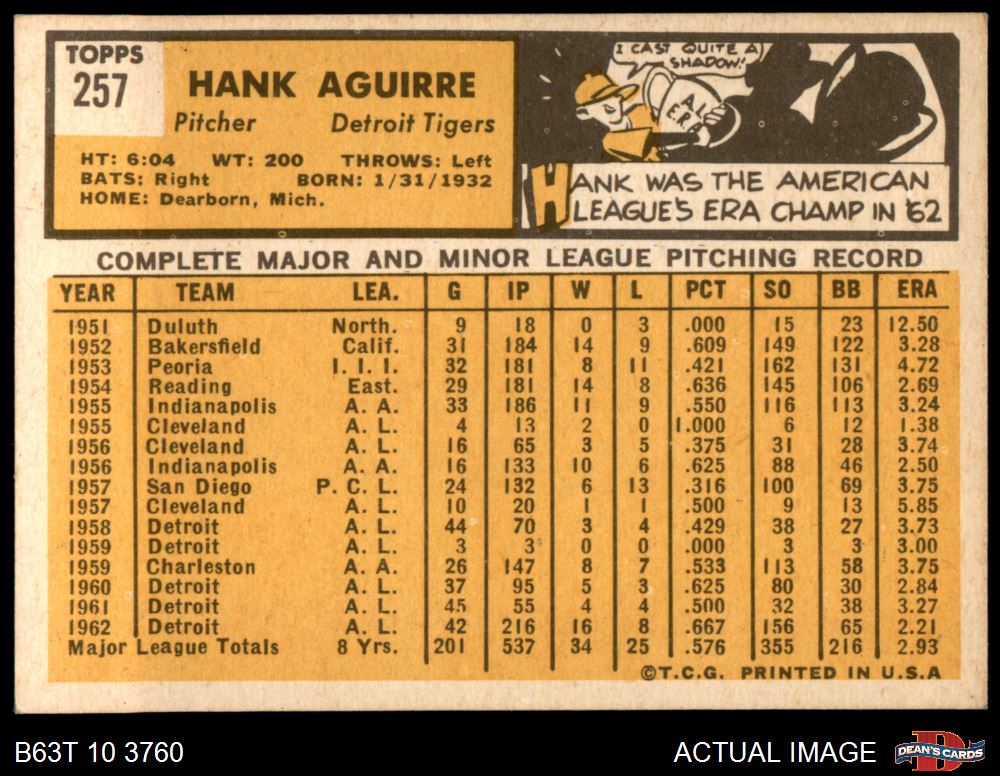 TOPPS
257
HANK AGUIRRE
Pitcher Detroit Tigers
HT: 6:04 WT: 200 THROWS: Left
BATS: Right BORN: 1/31/1932
HOME: Dearborn, Mich.
I CAST QUITE A
SHADOW!
A.L.
E.R.A.
HANK WAS THE AMERICAN
LEAGUE'S ERA CHAMP IN '62
COMPLETE MAJOR AND MINOR LEAGUE PITCHING RECORD
YEAR TEAM LEA. G IP W L PCT SO BB ERA
1951 Duluth North. 9 18 0 3 .000 15 23 12.50
1952 Bakersfield Calif. 31 184 14 9 .609 149 122 3.28
1953 Peoria I. I. I. 32 181 8 11 .421 162 131 4.72
1954 Reading East. 29 181 14 8 .636 145 106 2.69
1955 Indianapolis A. A. 33 186 11 9 .550 116 113 3.24
1955 Cleveland A. L. 4 13 2 0 1.000 6 12 1.38
1956 Cleveland A. L. 16 65 3 5 .375 31 28 3.74
1956 Indianapolis A. A. 16 133 10 6 .625 88 46 2.50
1957 San Diego P. C. L. 24 132 6 13 .316 100 69 3.75
1957 Cleveland A. L. 10 20 1 1 .500 9 13 5.85
1958 Detroit A. L. 44 70 3 4 .429 38 27 3.73
1959 Detroit A. L. 3 3 0 0 .000 3 3 3.00
1959 Charleston A. A. 26 147 8 7 .533 113 58 3.75
1960 Detroit A. L. 37 95 5 3 .625 80 30 2.84
1961 Detroit A. L. 45 55 4 4 .500 32 38 3.27
1962 Detroit A. L. 42 216 16 8 .667 156 65 2.21
Major League Totals 8 Yrs. 201 537 34 25 .576 355 216 2.93
©T.C.G. PRINTED IN U.S.A
B63T 10 3760 ACTUAL IMAGE
DEAN'S CARDS